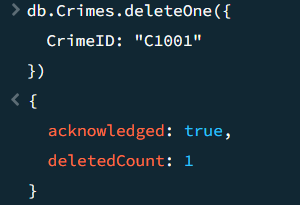 > db.Crimes.deleteOne({
CrimeID: "C1001"
})
< {
acknowledged: true,
deletedCount: 1
}